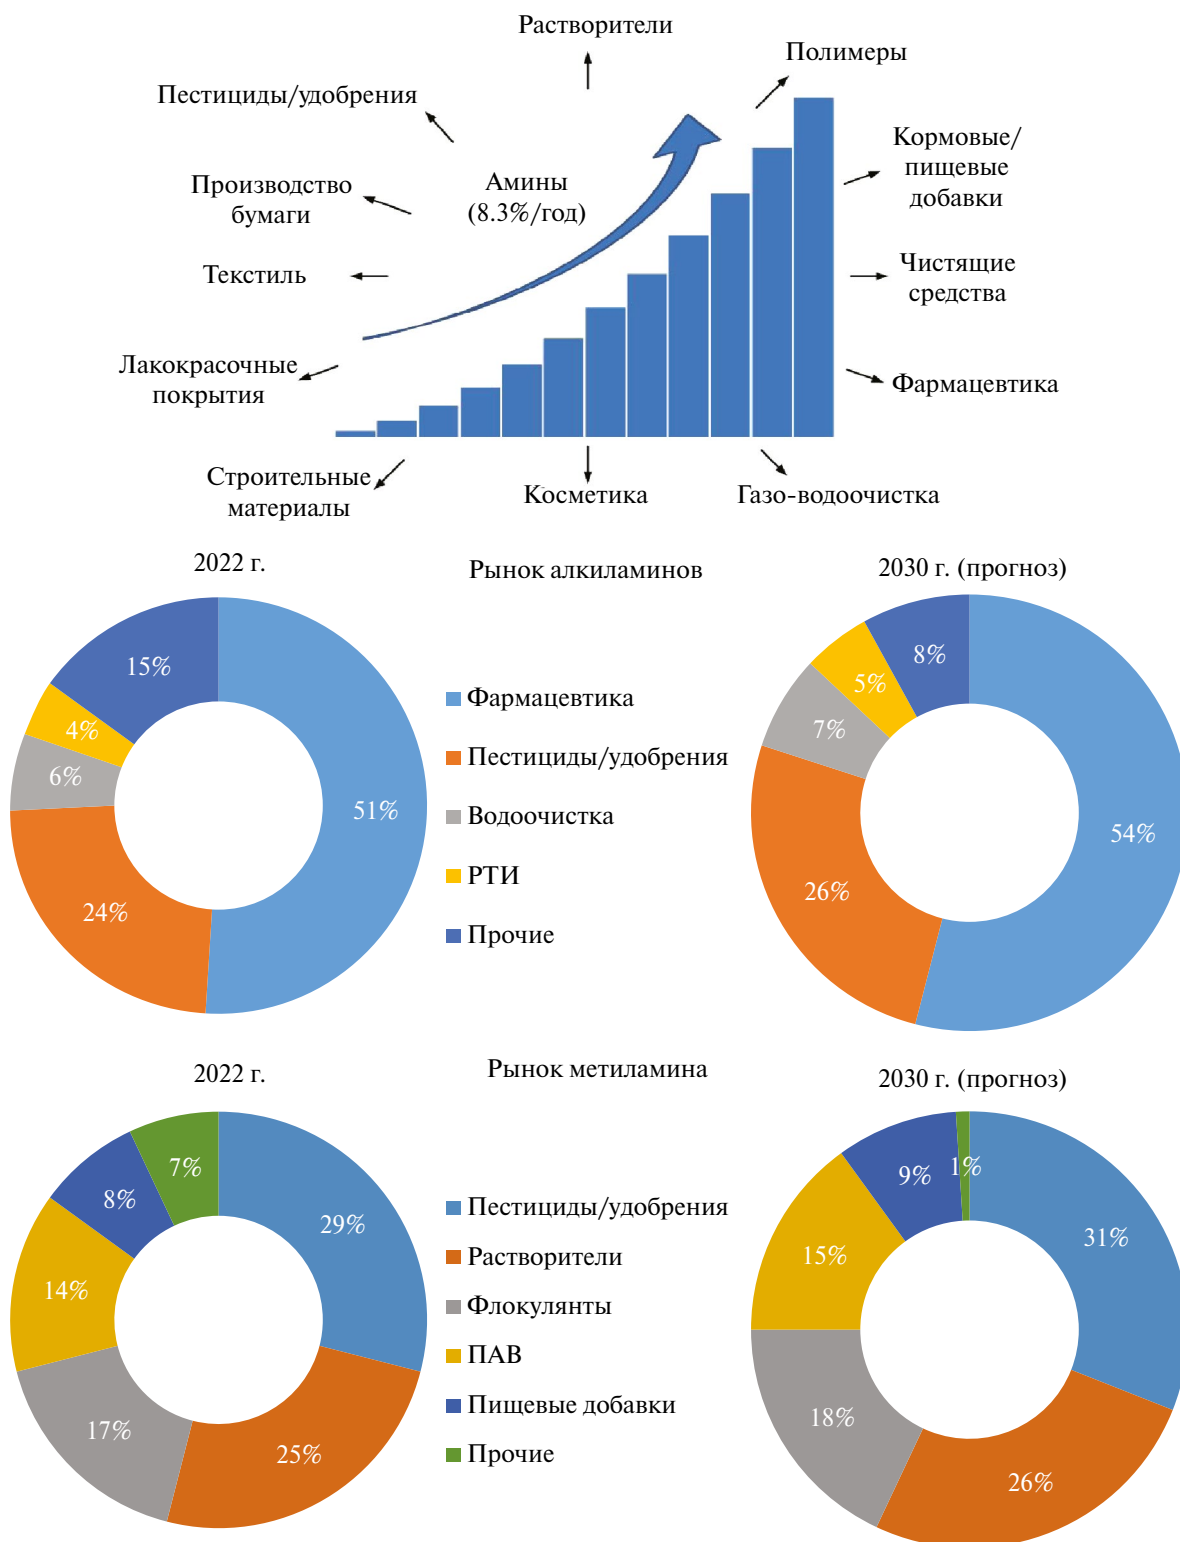 Растворители
Полимеры
Пестициды/удобрения
Кормовые/
пищевые
добавки
Производство
бумаги
Амины
(8.3%/год)
Текстиль
Чистящие
средства
Лакокрасочные
покрытия
Фармацевтика
Строительные
материалы
Косметика
Газо-водоочистка
2022 г.
Рынок алкиламинов
2030 г. (прогноз)
15%
4%
6%
51%
24%
Фармацевтика
Пестициды/удобрения
Водоочистка
РТИ
Прочие
8%
5%
7%
54%
26%
2022 г.
Рынок метиламина
2030 г. (прогноз)
7%
8%
29%
14%
17%
25%
Пестициды/удобрения
Растворители
Флокулянты
ПАВ
Пищевые добавки
Прочие
1%
9%
31%
15%
18%
26%